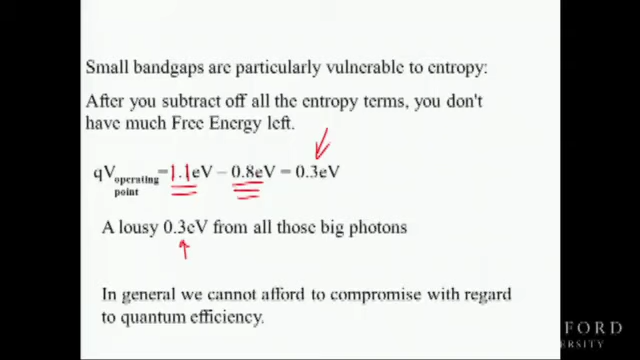 Small bandgaps are particularly vulnerable to entropy:
After you subtract off all the entropy terms, you don't
have much Free Energy left.
qVoperating point = 1.1eV – 0.8eV = 0.3eV
A lousy 0.3eV from all those big photons
In general we cannot afford to compromise with regard
to quantum efficiency.